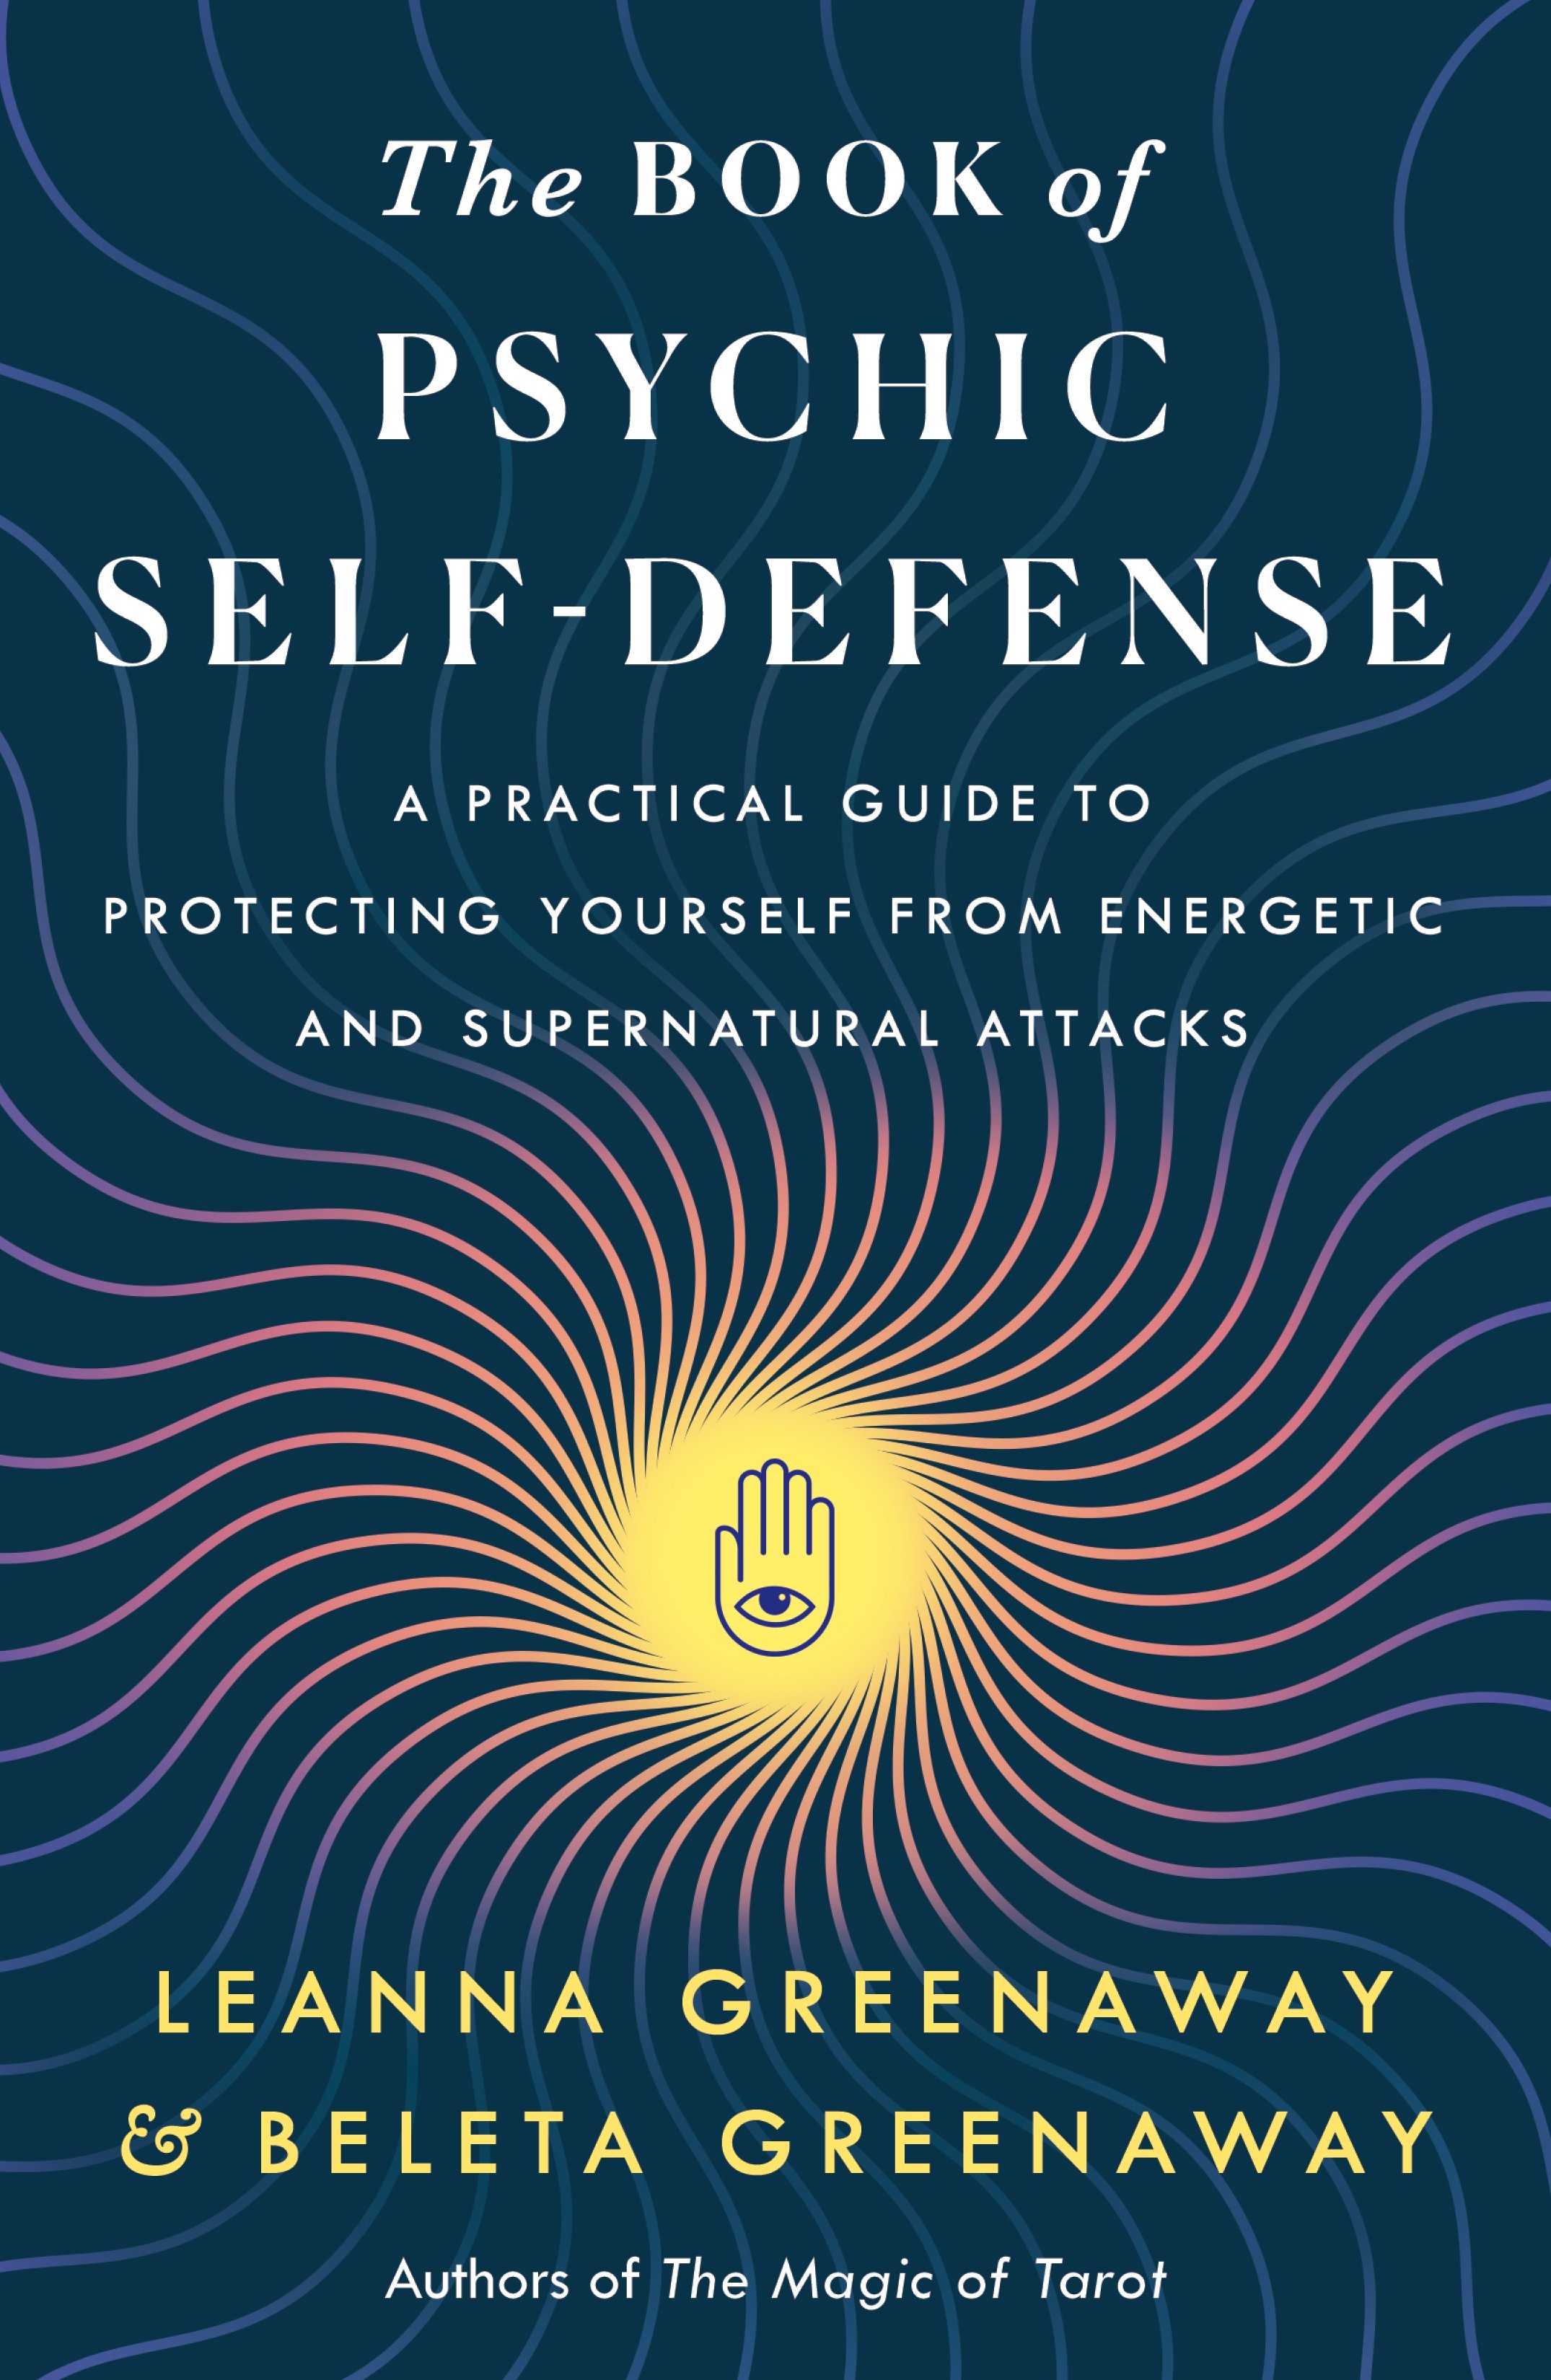 The BOOK of
PSYCHIC
SELF-DEFENSE
A PRACTICAL GUIDE TO
PROTECTING YOURSELF FROM ENERGETIC
AND SUPERNATURAL ATTACKS
LEANNA GREENAWAY
& BELETA GREENAWAY
Authors of The Magic of Tarot